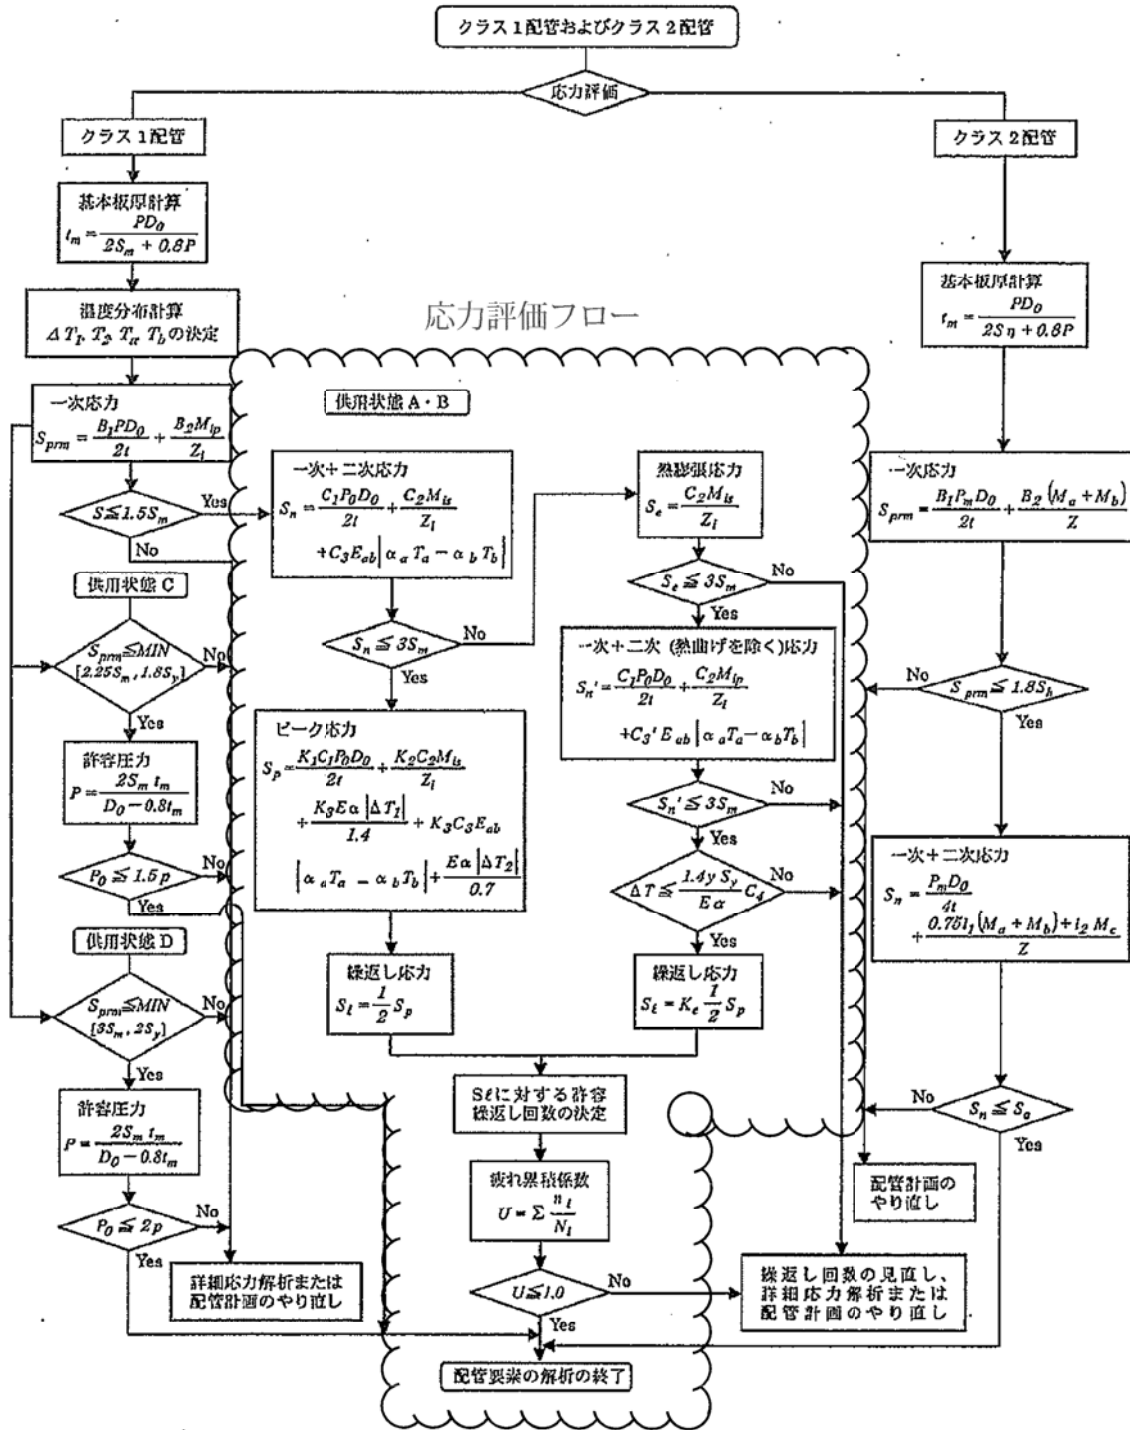 クラス1配管およびクラス2配管
応力評価
クラス1配管
基本板厚計算
t_m = PD_0 / (2S_m + 0.8P)
温度分布計算
ΔT_1, T_2, T_a, T_bの決定
一次応力
S_prm = B_1PD_0 / 2t + B_2M_ip / Z_i
S≦1.5S_m
Yes
No
供用状態 C
S_prm≦MIN
[2.25S_m, 1.8S_y]
No
Yes
許容圧力
P = 2S_m t_m / (D_0 - 0.8t_m)
P_0 ≦ 1.5p
No
Yes
供用状態 D
S_prm≦MIN
[3S_m, 2S_y]
No
Yes
許容圧力
P = 2S_m t_m / (D_0 - 0.8t_m)
P_0 ≦ 2p
No
Yes
詳細応力解析または
配管計画のやり直し
応力評価フロー
供用状態 A・B
一次+二次応力
S_n = C_1P_0D_0 / 2t + C_2M_is / Z_i
+C_3E_ab|α_a T_a - α_b T_b|
S_n ≦ 3S_m
No
Yes
ピーク応力
S_p = K_1C_1P_0D_0 / 2t + K_2C_2M_is / Z_i
+ K_3Eα|ΔT_1| / 1.4 + K_3C_3E_ab
|α_a T_a - α_b T_b| + Eα|ΔT_2| / 0.7
繰返し応力
S_ℓ = 1/2 S_p
熱膨張応力
S_e = C_2M_is / Z_i
S_e ≦ 3S_m
No
Yes
一次+二次 (熱曲げを除く)応力
S_n' = C_1P_0D_0 / 2t + C_2M_ip / Z_i
+C_3' E_ab|α_aT_a - α_bT_b|
S_n' ≦ 3S_m
No
Yes
ΔT ≦ 1.4y S_y / Eα C_4
No
Yes
繰返し応力
S_ℓ = K_e 1/2 S_p
Sℓに対する許容
繰返し回数の決定
疲れ累積係数
U = Σ n_i / N_i
U≦1.0
No
Yes
配管要素の解析の終了
繰返し回数の見直し、
詳細応力解析または
配管計画のやり直し
クラス2配管
基本板厚計算
t_m = PD_0 / (2Sη + 0.8P)
一次応力
S_prm = B_1P_mD_0 / 2t + B_2(M_a + M_b) / Z
S_prm ≦ 1.8S_h
No
Yes
一次+二次応力
S_n = P_mD_0 / 4t
+ 0.75i_1(M_a + M_b) + i_2 M_c / Z
S_n ≦ S_a
No
Yes
配管計画の
やり直し